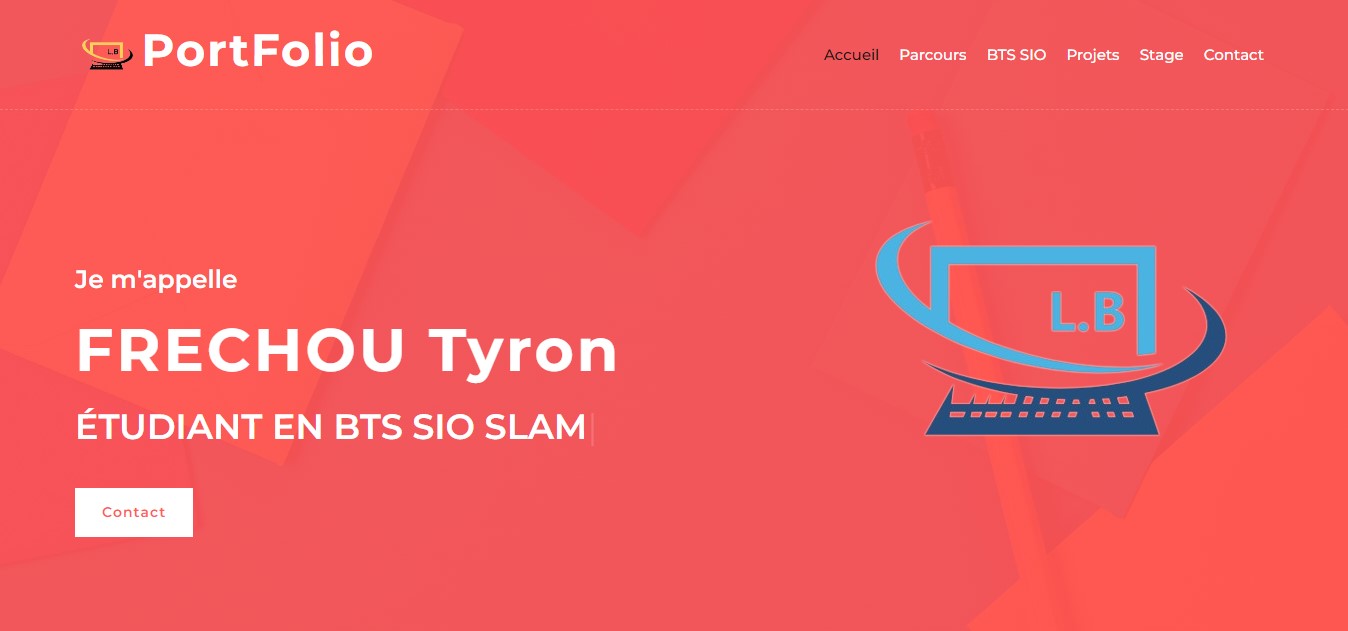 L.B
PortFolio
Accueil Parcours BTS SIO Projets Stage Contact
Je m'appelle
FRECHOU Tyron
ÉTUDIANT EN BTS SIO SLAM
L.B
Contact